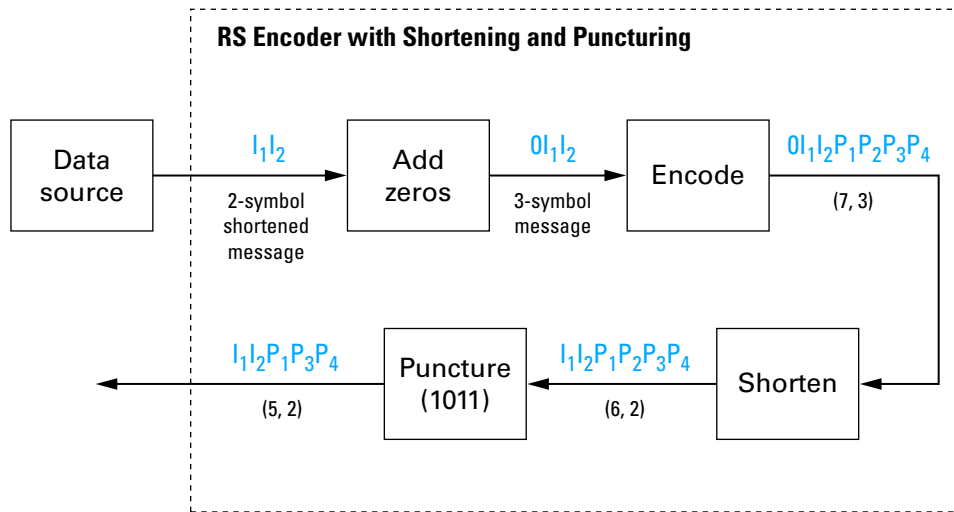 RS Encoder with Shortening and Puncturing
Data
source
I₁I₂
2-symbol
shortened
message
Add
zeros
0I₁I₂
3-symbol
message
Encode
0I₁I₂P₁P₂P₃P₄
(7, 3)
Shorten
I₁I₂P₁P₂P₃P₄
(6, 2)
Puncture
(1011)
I₁I₂P₁P₃P₄
(5, 2)